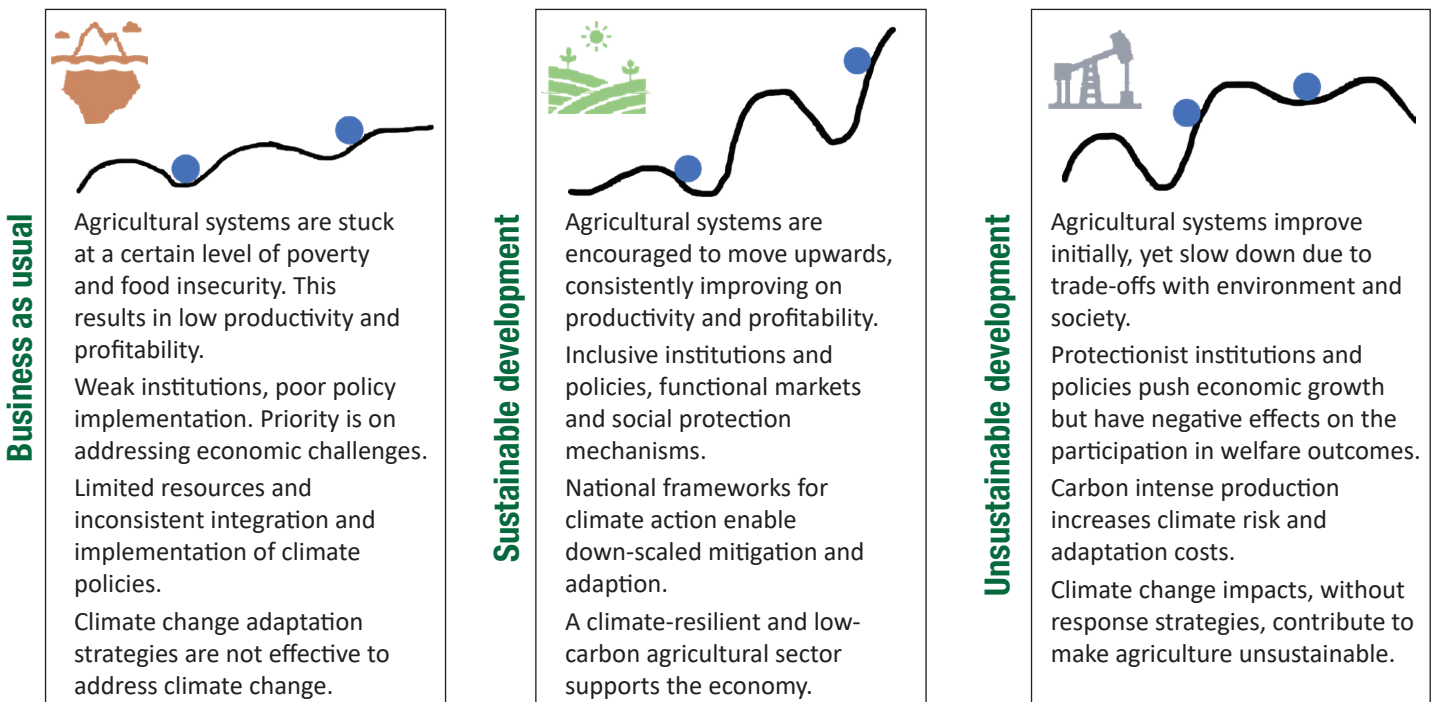 Business as usual
Agricultural systems are stuck
at a certain level of poverty
and food insecurity. This
results in low productivity and
profitability.
Weak institutions, poor policy
implementation. Priority is on
addressing economic challenges.
Limited resources and
inconsistent integration and
implementation of climate
policies.
Climate change adaptation
strategies are not effective to
address climate change.
Sustainable development
Agricultural systems are
encouraged to move upwards,
consistently improving on
productivity and profitability.
Inclusive institutions and
policies, functional markets
and social protection
mechanisms.
National frameworks for
climate action enable
down-scaled mitigation and
adaption.
A climate-resilient and low-
carbon agricultural sector
supports the economy.
Unsustainable development
Agricultural systems improve
initially, yet slow down due to
trade-offs with environment and
society.
Protectionist institutions and
policies push economic growth
but have negative effects on the
participation in welfare outcomes.
Carbon intense production
increases climate risk and
adaptation costs.
Climate change impacts, without
response strategies, contribute to
make agriculture unsustainable.